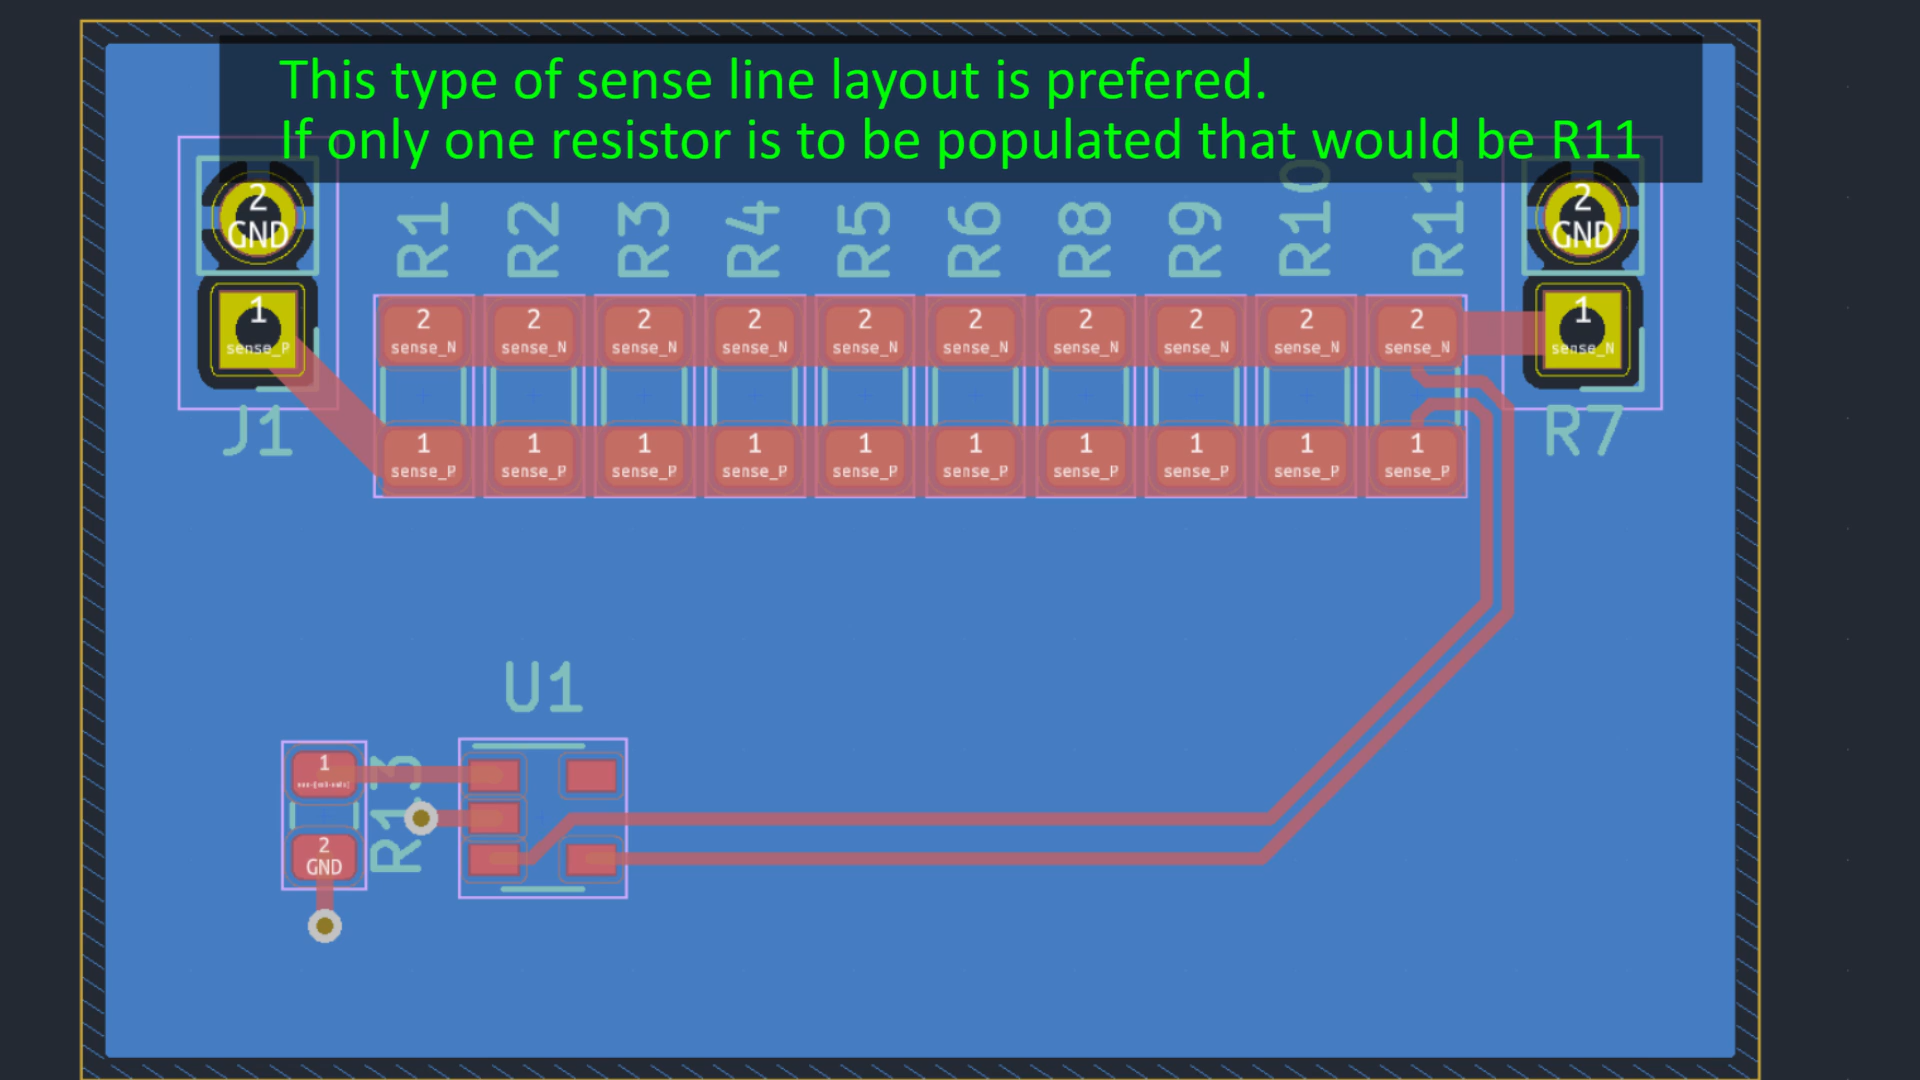 This type of sense line layout is prefered.
If only one resistor is to be populated that would be R11
2
GND
1
sense_P
J1
R1
R2
R3
R4
R5
R6
R8
R9
R10
R11
2
sense_N
2
sense_N
2
sense_N
2
sense_N
2
sense_N
2
sense_N
2
sense_N
2
sense_N
2
sense_N
2
sense_N
1
sense_P
1
sense_P
1
sense_P
1
sense_P
1
sense_P
1
sense_P
1
sense_P
1
sense_P
1
sense_P
1
sense_P
2
GND
1
sense_N
R7
U1
1
2
GND
R13